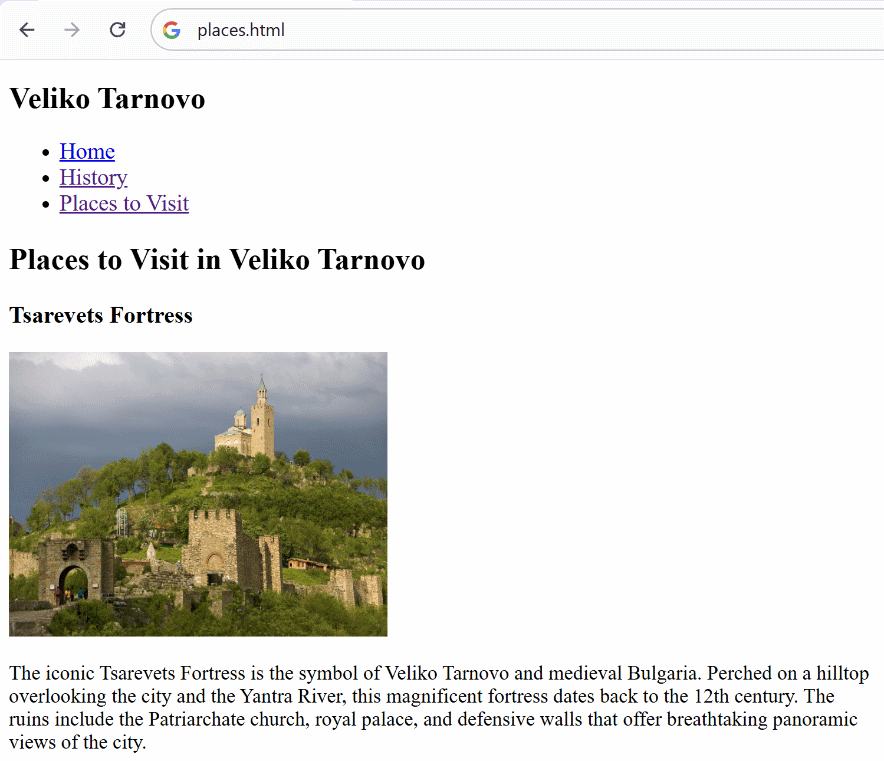 places.html
Veliko Tarnovo
Home
History
Places to Visit
Places to Visit in Veliko Tarnovo
Tsarevets Fortress
The iconic Tsarevets Fortress is the symbol of Veliko Tarnovo and medieval Bulgaria. Perched on a hilltop
overlooking the city and the Yantra River, this magnificent fortress dates back to the 12th century. The
ruins include the Patriarchate church, royal palace, and defensive walls that offer breathtaking panoramic
views of the city.